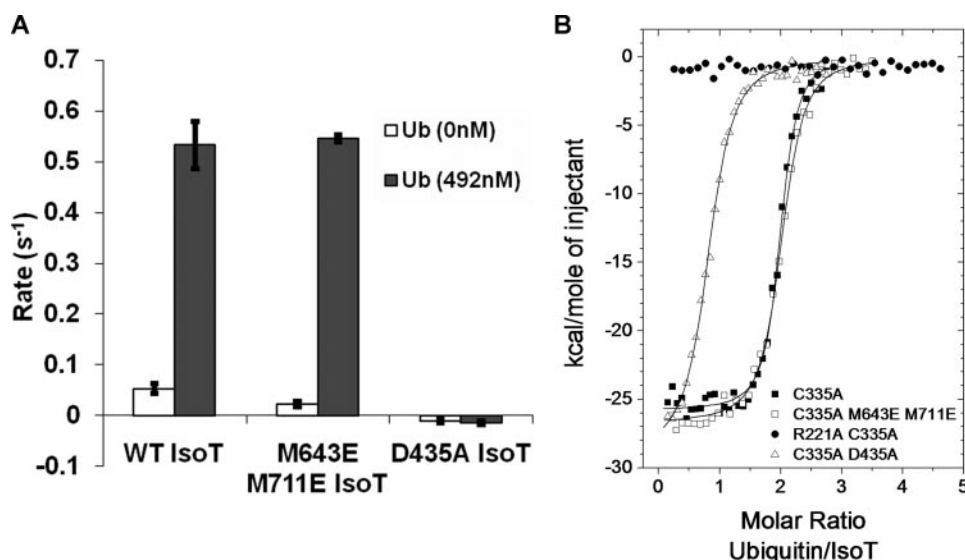 A
0.7
0.6
0.5
0.4
0.3
0.2
0.1
0
-0.1
Rate (s⁻¹)
Ub (0nM)
Ub (492nM)
WT IsoT
M643E
M711E IsoT
D435A IsoT
B
0
-5
-10
-15
-20
-25
-30
kcal/mole of injectant
C335A
C335A M643E M711E
R221A C335A
C335A D435A
0 1 2 3 4 5
Molar Ratio
Ubiquitin/IsoT